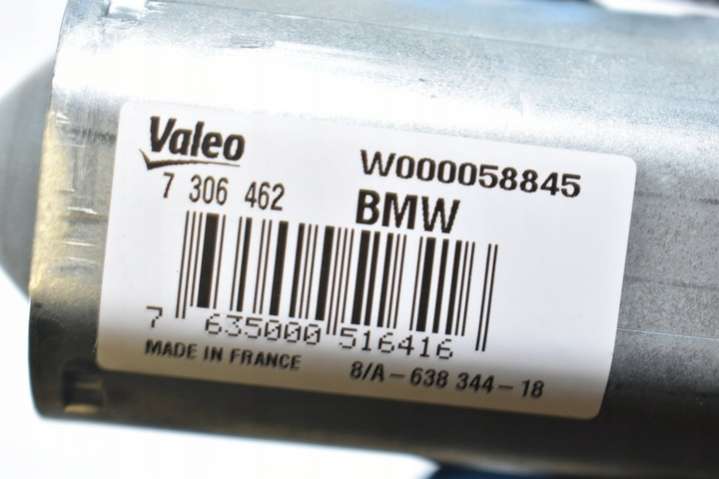 Valeo
W000058845
7 306 462
BMW
7 635000 516416
MADE IN FRANCE
8/A-638 344-18